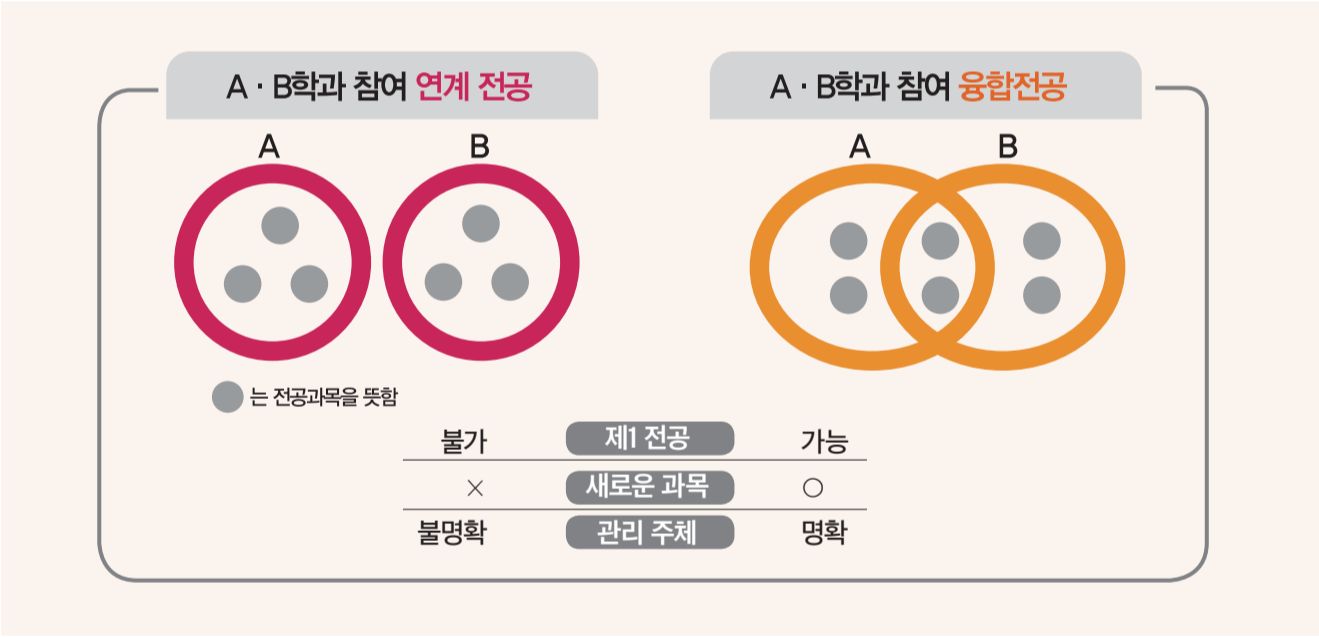 A · B학과 참여 연계 전공
A · B학과 참여 융합전공
A
B
A
B
는 전공과목을 뜻함
불가 제1 전공 가능
× 새로운 과목 ○
불명확 관리 주체 명확